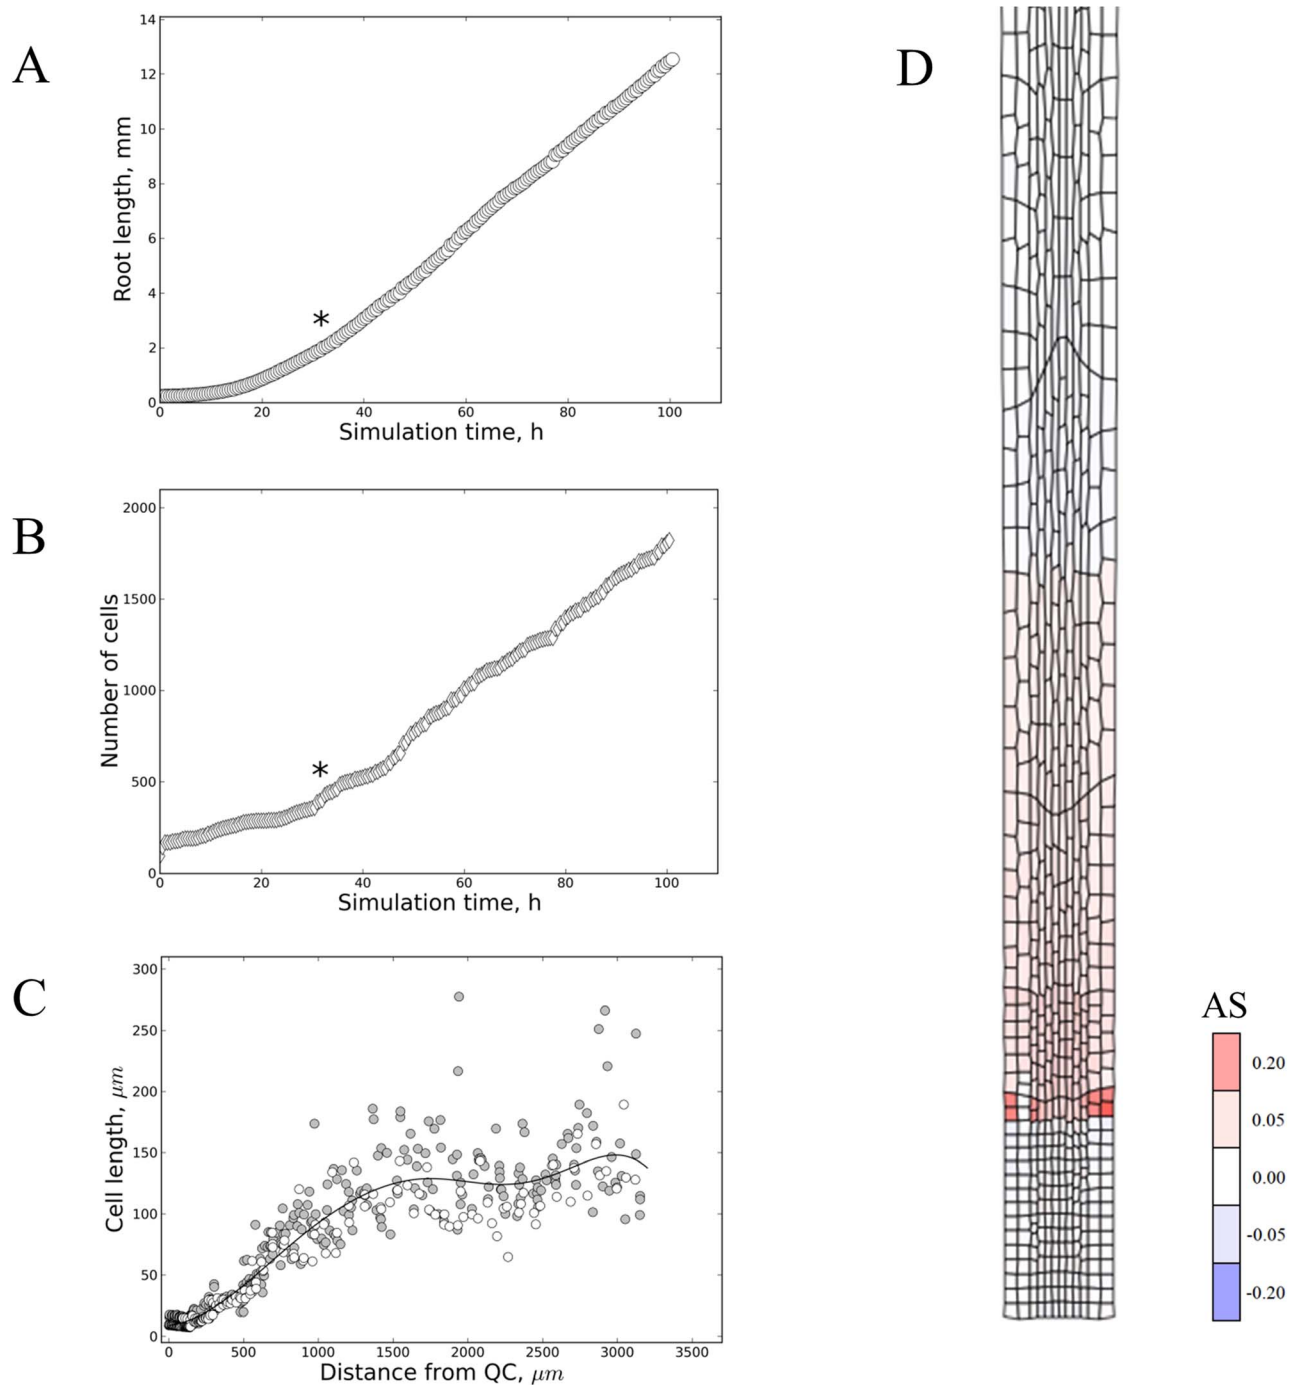 A
14
12
10
8
6
4
2
0
Root length, mm
*
0 20 40 60 80 100
Simulation time, h
B
2000
1500
1000
500
0
Number of cells
*
0 20 40 60 80 100
Simulation time, h
C
300
250
200
150
100
50
0
Cell length, μm
0 500 1000 1500 2000 2500 3000 3500
Distance from QC, μm
D
AS
0.20
0.05
0.00
-0.05
-0.20